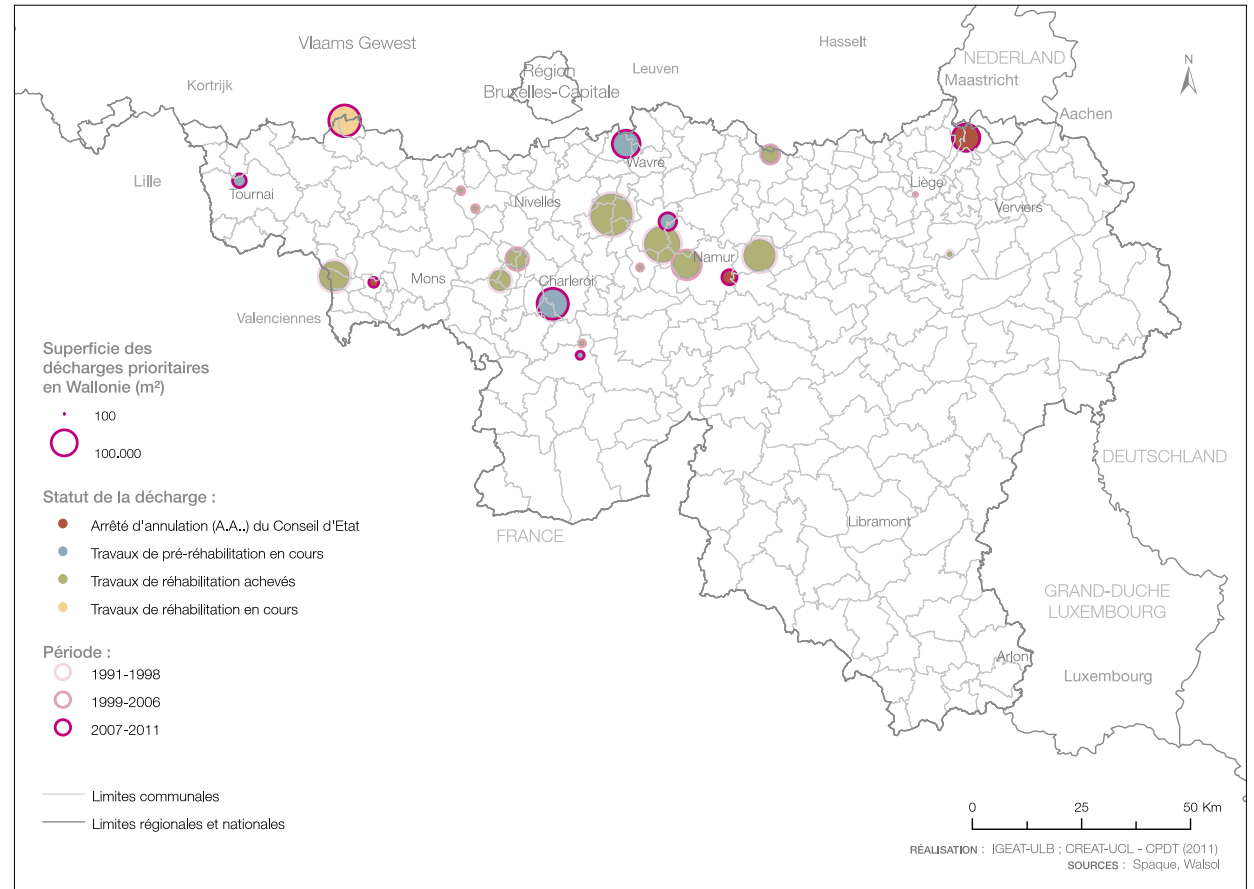 Vlaams Gewest
Hasselt
N
NEDERLAND
Maastricht
Leuven
Région
Bruxelles-Capitale
Kortrijk
Aachen
Wavre
Lille
Tournai
Liège
Nivelles
Verviers
Namur
Mons
Charleroi
Valenciennes
Superficie des
décharges prioritaires
en Wallonie (m²)
100
100.000
DEUTSCHLAND
Statut de la décharge :
Arrêté d'annulation (A.A..) du Conseil d'Etat
Travaux de pré-réhabilitation en cours
Travaux de réhabilitation achevés
Travaux de réhabilitation en cours
FRANCE
Libramont
GRAND-DUCHE
LUXEMBOURG
Période :
1991-1998
1999-2006
2007-2011
Arlon
Luxembourg
Limites communales
Limites régionales et nationales
0 25 50 Km
RÉALISATION : IGEAT-ULB ; CREAT-UCL - CPDT (2011)
SOURCES : Spaque, Walsol